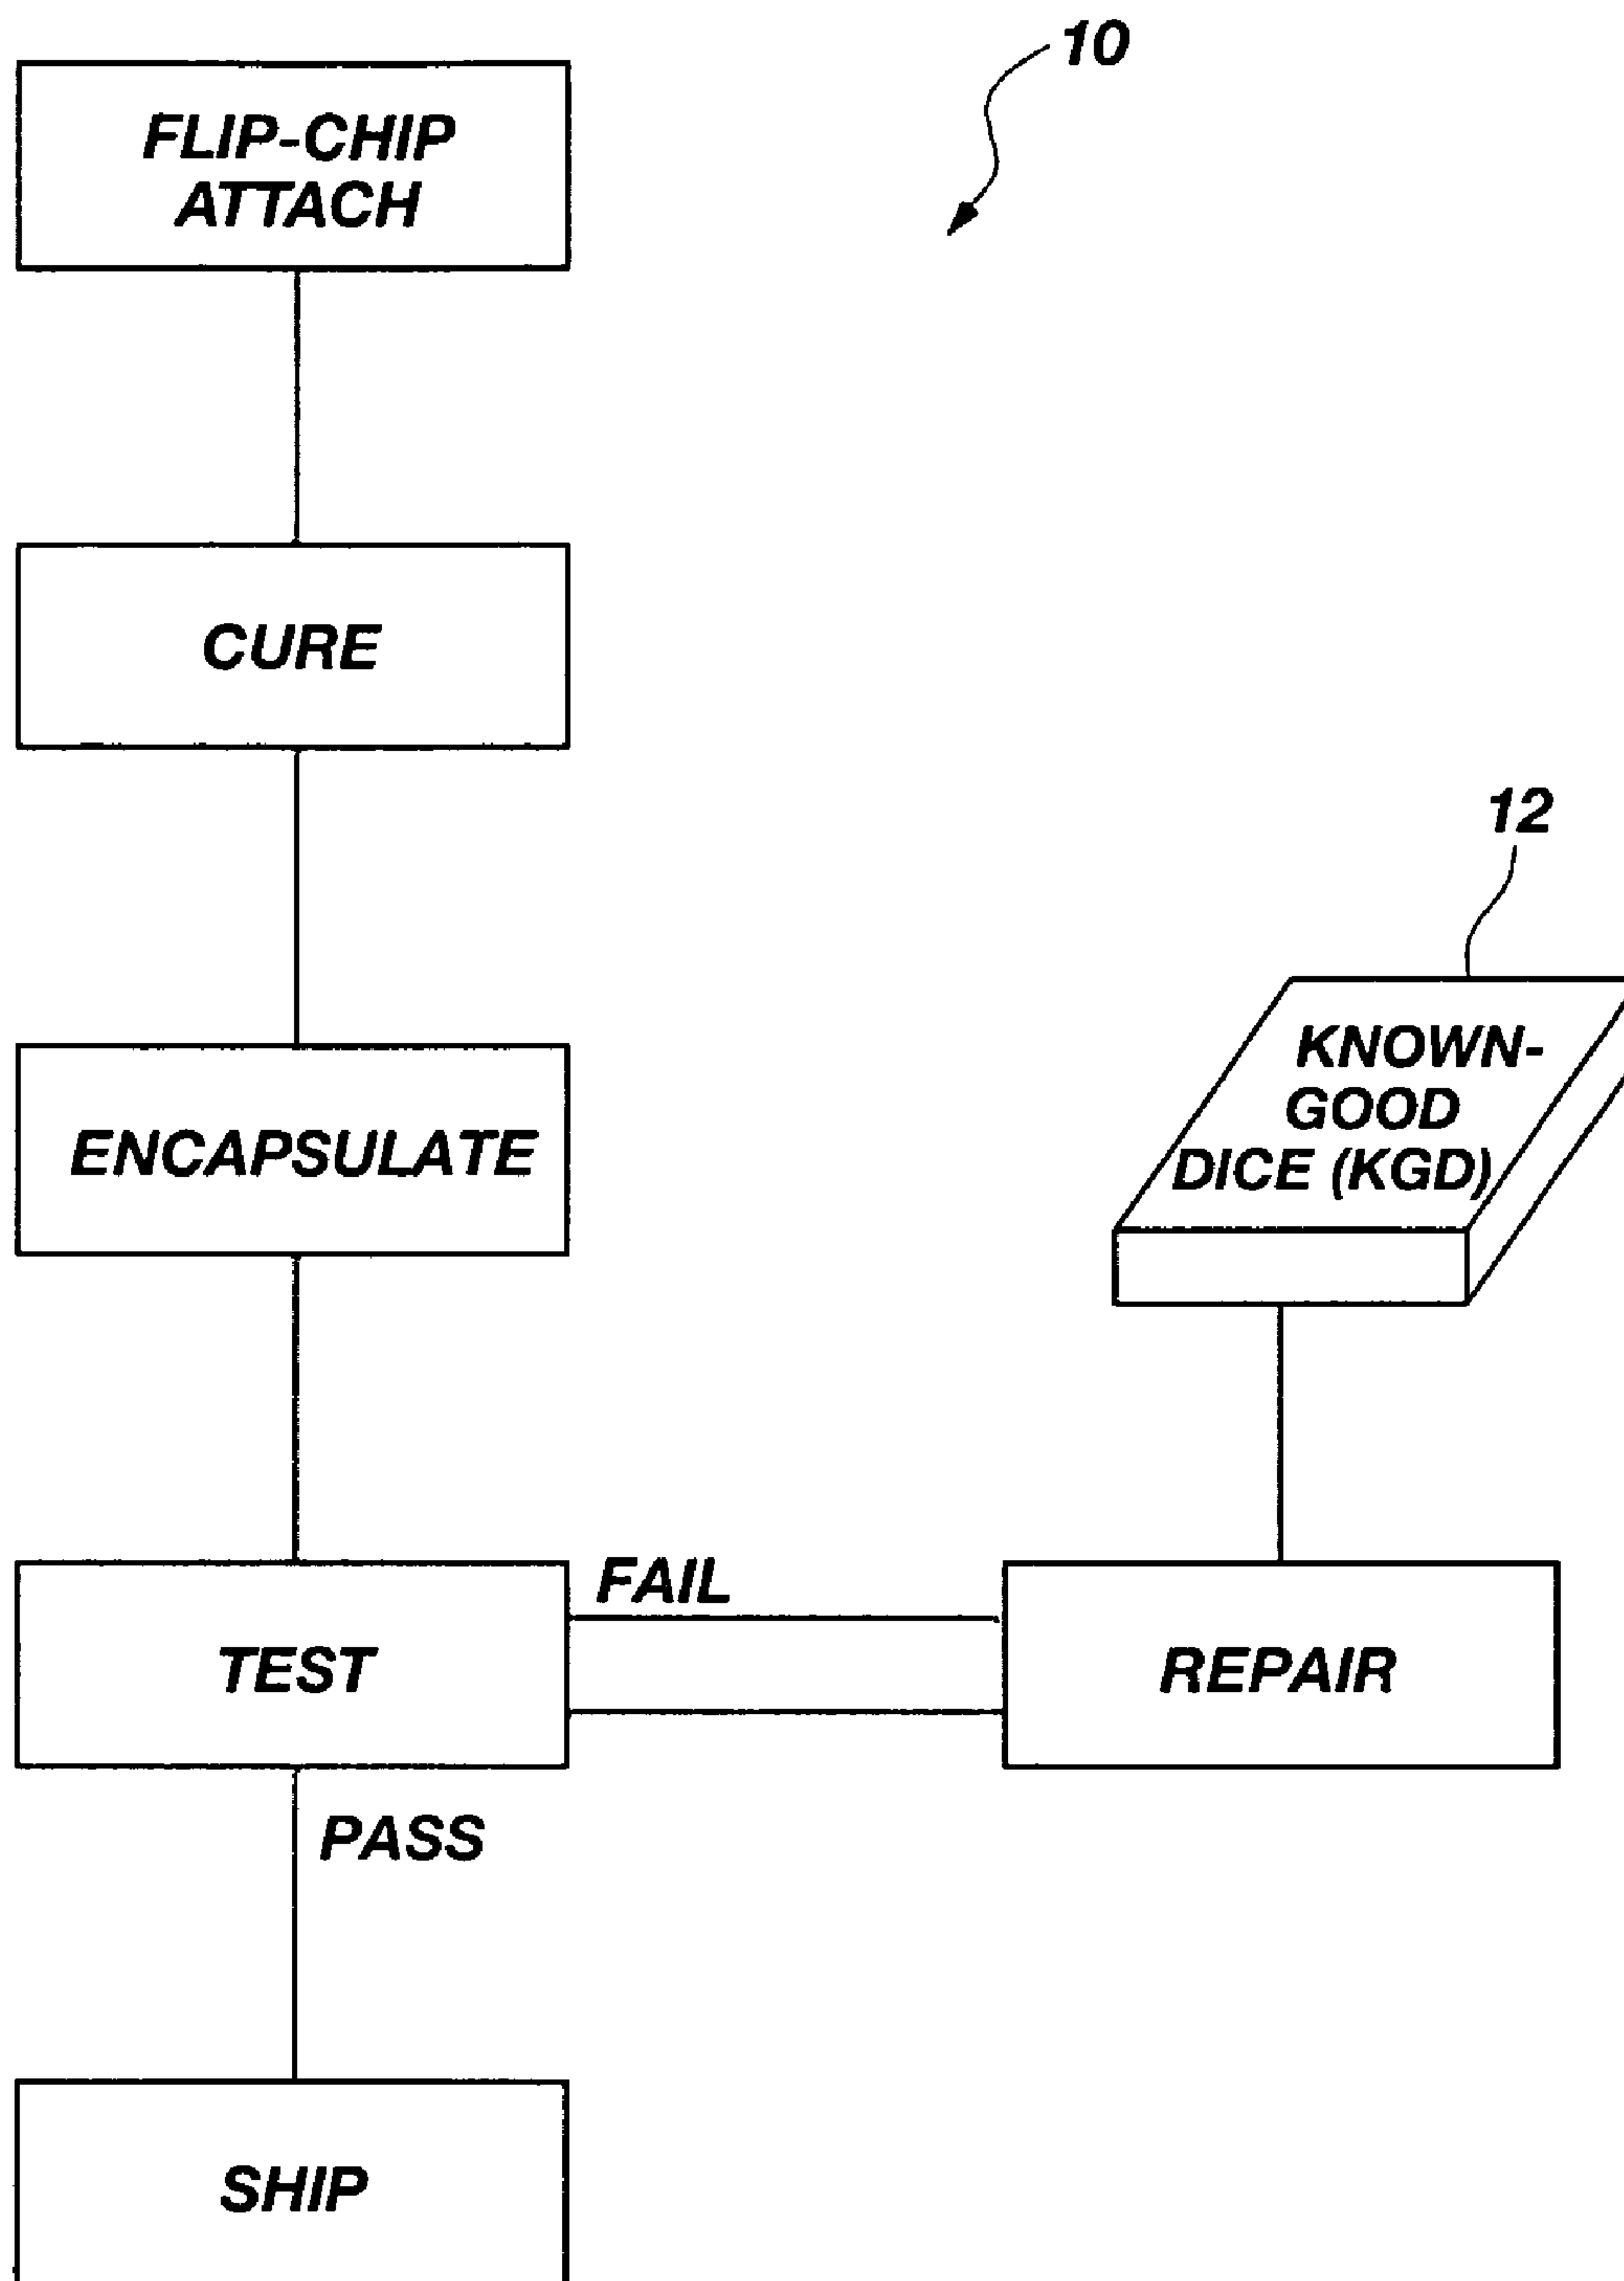 10
FLIP-CHIP
ATTACH
CURE
12
KNOWN-
GOOD
DICE (KGD)
ENCAPSULATE
FAIL
TEST
REPAIR
PASS
SHIP